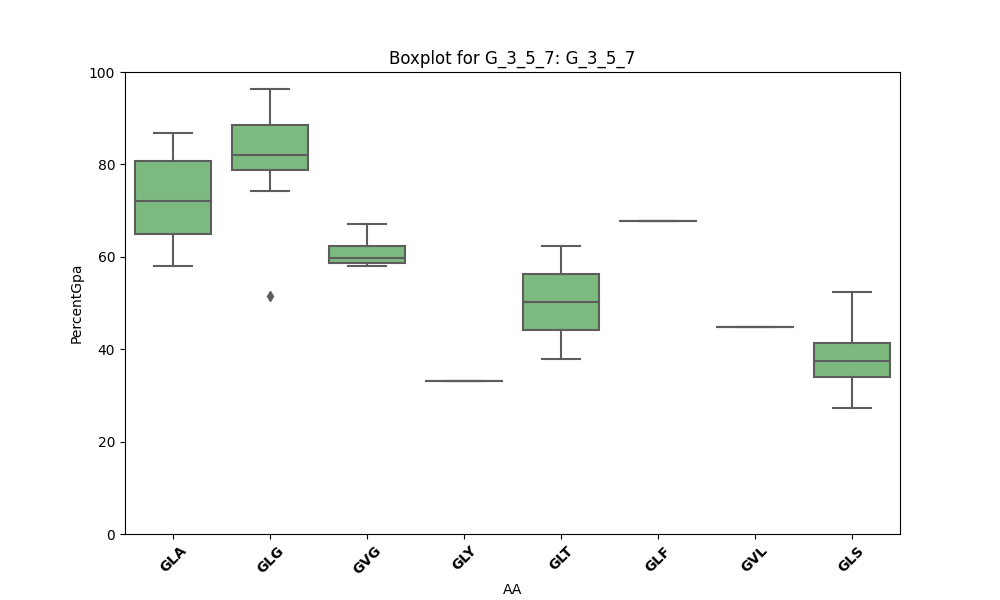 Boxplot for G_3_5_7: G_3_5_7
100
80
60
40
20
0
PercentGpa
GLA
GLG
GVG
GLY
GLT
GLF
GVL
GLS
AA